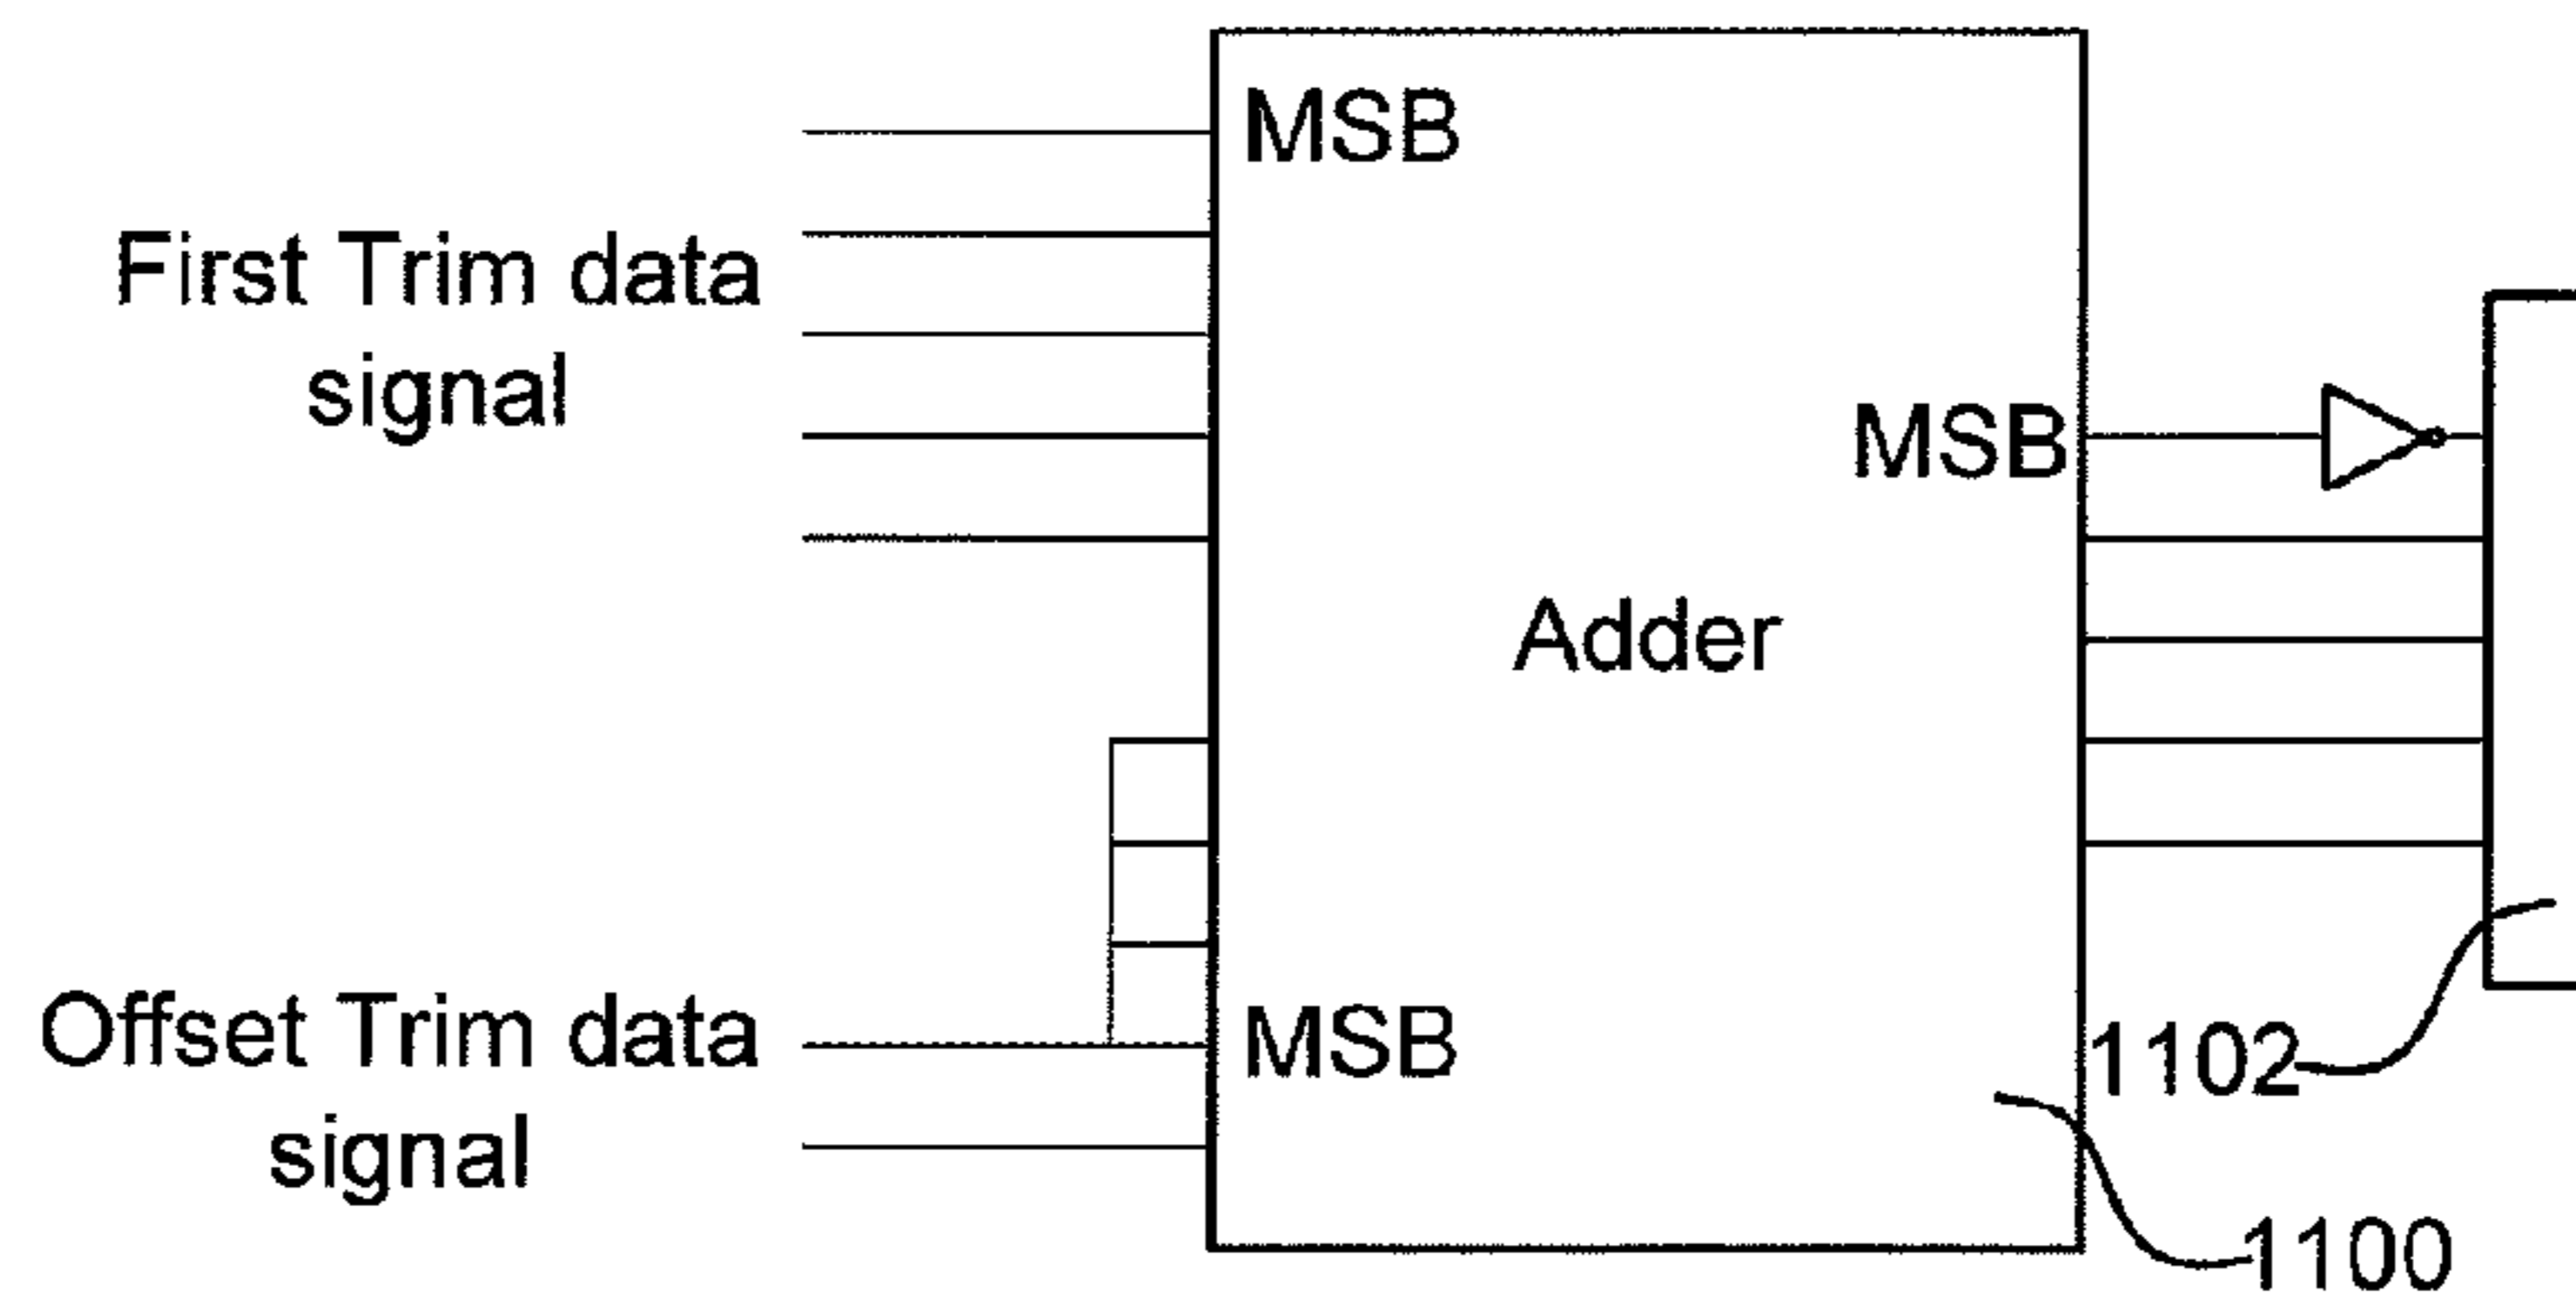 MSB
First Trim data
signal
MSB
Adder
Offset Trim data
signal
MSB
1102
1100